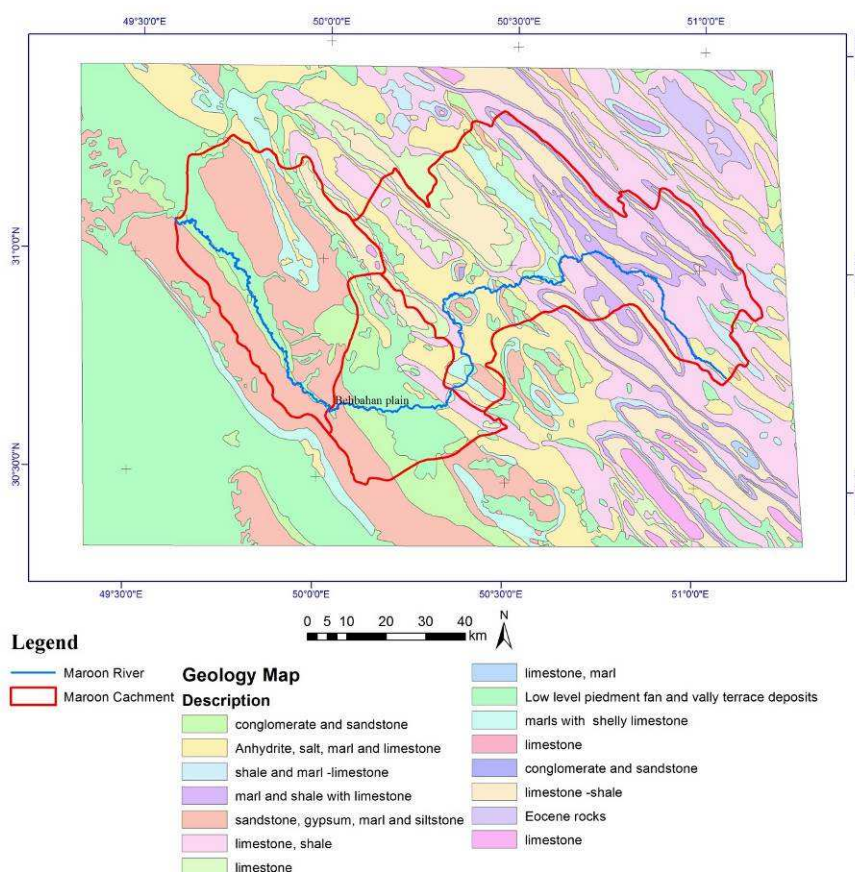 49°30'0"E 50°0'0"E 50°30'0"E 51°0'0"E
31°0'0"N
Behbahan plain
30°30'0"N
49°30'0"E 50°0'0"E 50°30'0"E 51°0'0"E
0 5 10 20 30 40
km
N
Legend
Maroon River
Maroon Cachment
Geology Map
Description
conglomerate and sandstone
Anhydrite, salt, marl and limestone
shale and marl -limestone
marl and shale with limestone
sandstone, gypsum, marl and siltstone
limestone, shale
limestone
limestone, marl
Low level piedment fan and vally terrace deposits
marls with shelly limestone
limestone
conglomerate and sandstone
limestone -shale
Eocene rocks
limestone